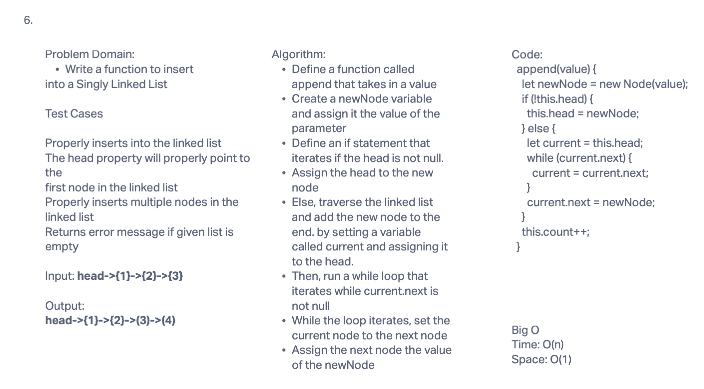 6.
Problem Domain:
• Write a function to insert
into a Singly Linked List
Test Cases
Properly inserts into the linked list
The head property will properly point to
the
first node in the linked list
Properly inserts multiple nodes in the
linked list
Returns error message if given list is
empty
Input: head->{1}->{2}->{3}
Output:
head->{1}->{2}->(3)->(4)
Algorithm:
• Define a function called
append that takes in a value
• Create a newNode variable
and assign it the value of the
parameter
• Define an if statement that
iterates if the head is not null.
• Assign the head to the new
node
• Else, traverse the linked list
and add the new node to the
end. by setting a variable
called current and assigning it
to the head.
• Then, run a while loop that
iterates while current.next is
not null
• While the loop iterates, set the
current node to the next node
• Assign the next node the value
of the newNode
Code:
append(value) {
let newNode = new Node(value);
if (!this.head) {
this.head = newNode;
} else {
let current = this.head;
while (current.next) {
current = current.next;
}
current.next = newNode;
}
this.count++;
}
Big O
Time: O(n)
Space: O(1)